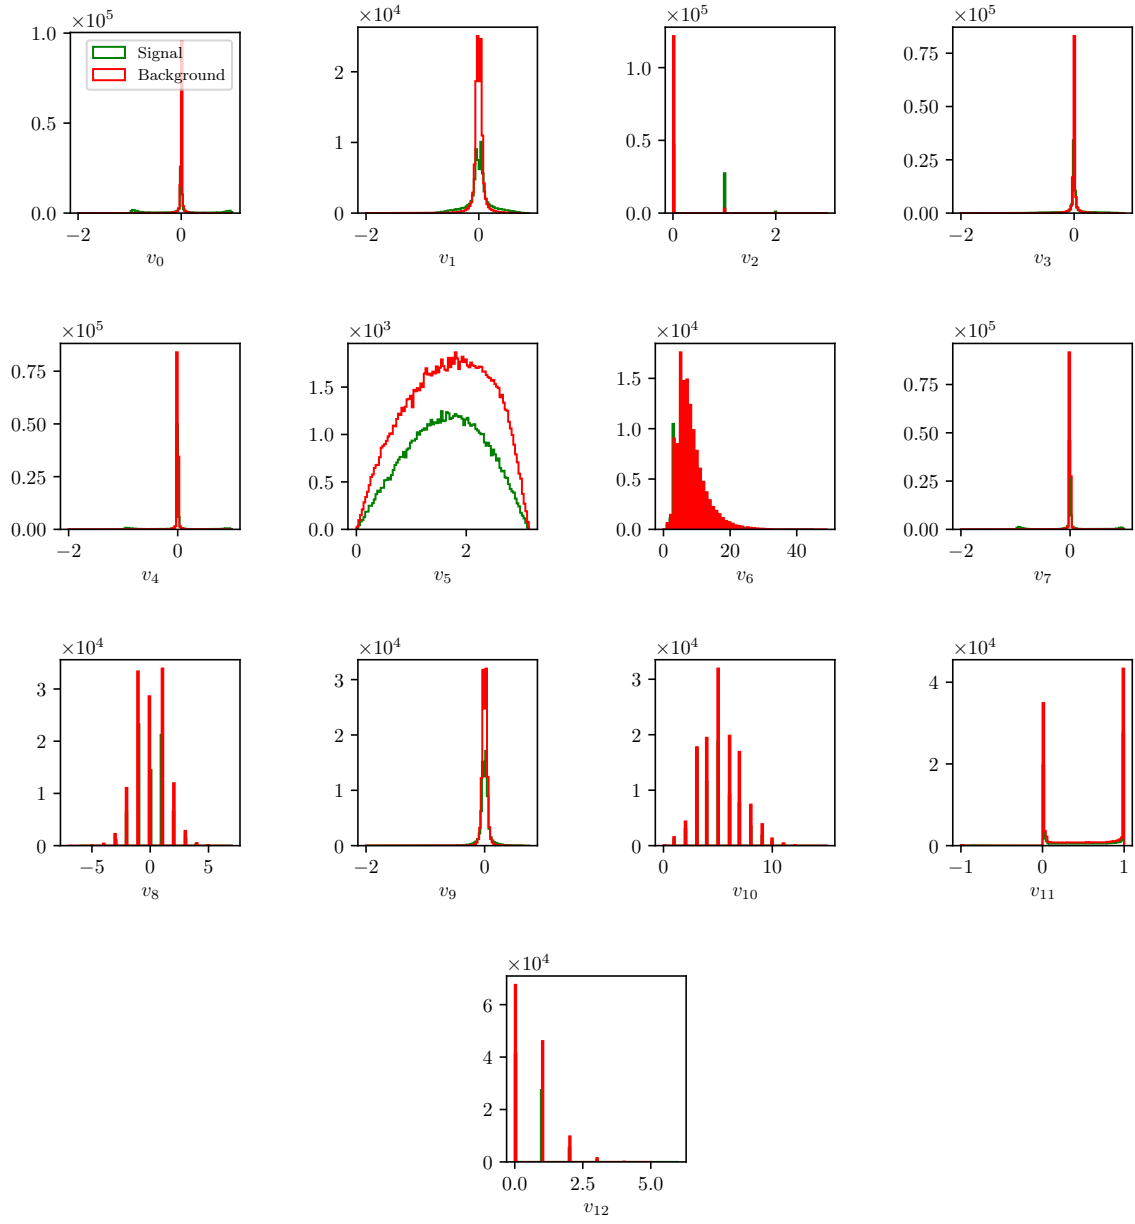 ×10⁵ ×10⁴ ×10⁵ ×10⁵
1.0
0.5
0.0
−2 0
v₀
Signal
Background
2
1
0
−2 0
v₁
1.0
0.5
0.0
0 2
v₂
0.75
0.50
0.25
0.00
−2 0
v₃
×10⁵ ×10³ ×10⁴ ×10⁵
0.75
0.50
0.25
0.00
−2 0
v₄
1.5
1.0
0.5
0.0
0 2
v₅
1.5
1.0
0.5
0.0
0 20 40
v₆
0.75
0.50
0.25
0.00
−2 0
v₇
×10⁴ ×10⁴ ×10⁴ ×10⁴
3
2
1
0
−5 0 5
v₈
3
2
1
0
−2 0
v₉
3
2
1
0
0 10
v₁₀
4
2
0
−1 0 1
v₁₁
×10⁴
6
4
2
0
0.0 2.5 5.0
v₁₂